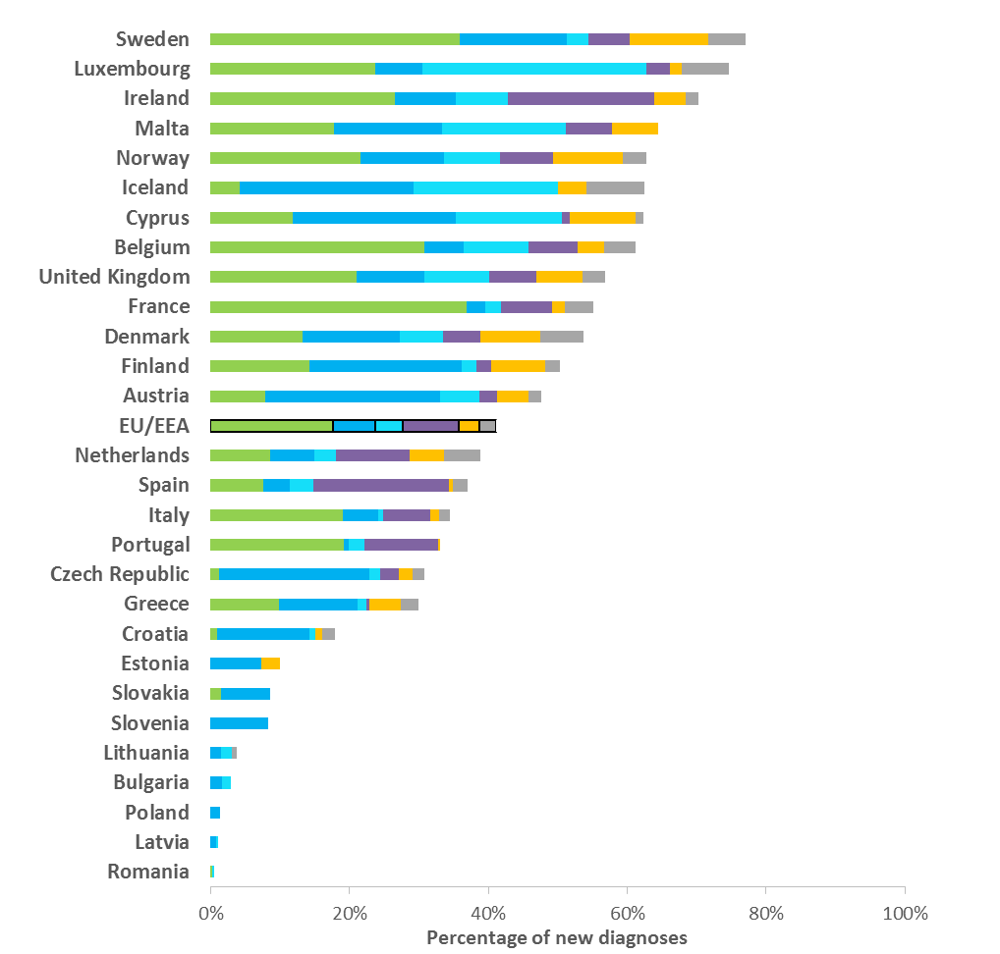 Sweden
Luxembourg
Ireland
Malta
Norway
Iceland
Cyprus
Belgium
United Kingdom
France
Denmark
Finland
Austria
EU/EEA
Netherlands
Spain
Italy
Portugal
Czech Republic
Greece
Croatia
Estonia
Slovakia
Slovenia
Lithuania
Bulgaria
Poland
Latvia
Romania
0% 20% 40% 60% 80% 100%
Percentage of new diagnoses